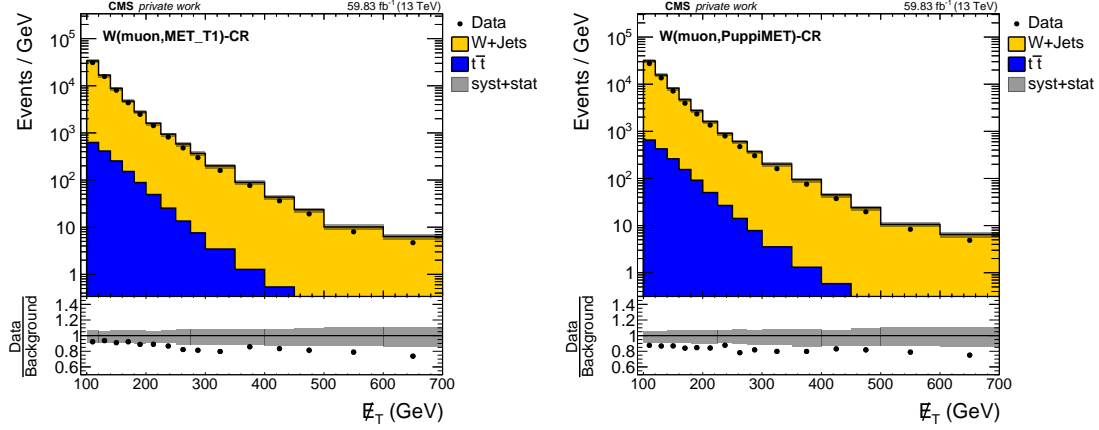 CMS private work 59.83 fb⁻¹ (13 TeV)
W(muon,MET_T1)-CR
Data
W+Jets
tt̅
syst+stat
Events / GeV
10⁵
10⁴
10³
10²
10
1
Data
Background
1.4
1.2
1
0.8
0.6
100 200 300 400 500 600 700
E̸_T (GeV)
CMS private work 59.83 fb⁻¹ (13 TeV)
W(muon,PuppiMET)-CR
Data
W+Jets
tt̅
syst+stat
Events / GeV
10⁵
10⁴
10³
10²
10
1
Data
Background
1.4
1.2
1
0.8
0.6
100 200 300 400 500 600 700
E̸_T (GeV)